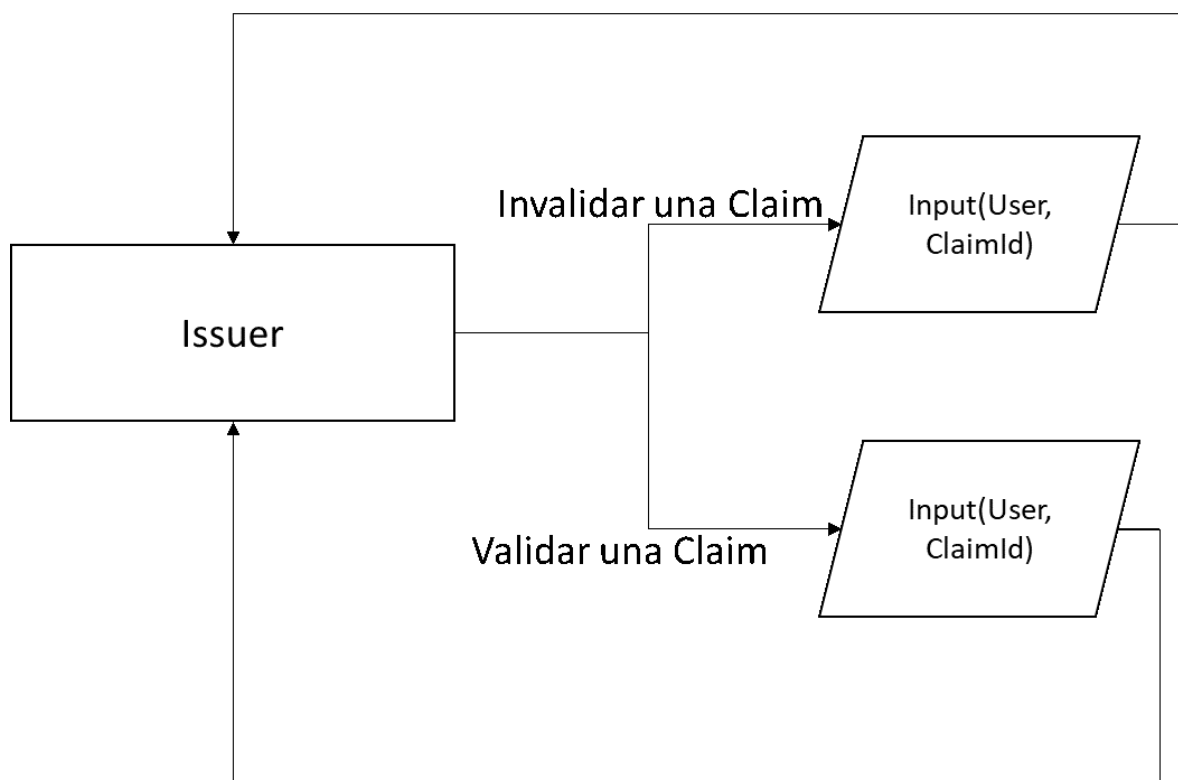 Invalidar una Claim
Input(User,
ClaimId)
Issuer
Validar una Claim
Input(User,
ClaimId)